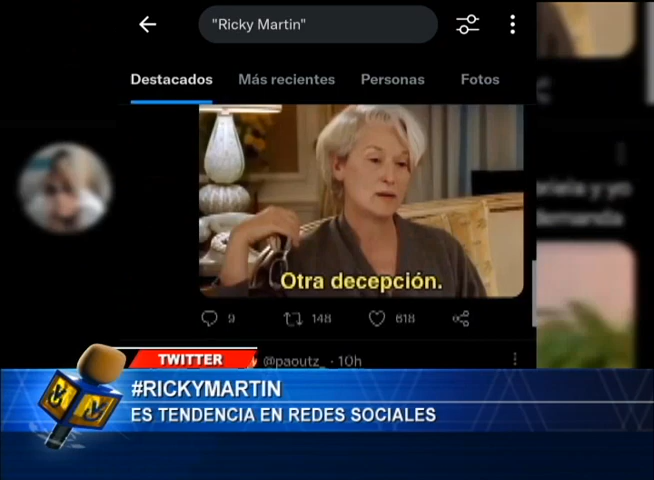 "Ricky Martin"
Destacados Más recientes Personas Fotos
y yo
Otra decepción.
9 148 618
@paoutz_ · 10h
TWITTER
#RICKYMARTIN
ES TENDENCIA EN REDES SOCIALES